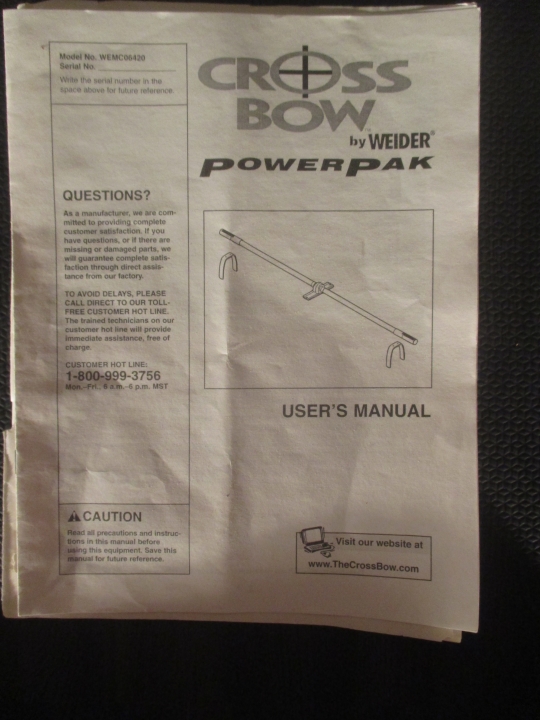 Model No. WEMC06420
Serial No.
Write the serial number in the
space above for future reference.
CROSS
BOW™
by WEIDER®
POWERPAK
QUESTIONS?
As a manufacturer, we are com-
mitted to providing complete
customer satisfaction. If you
have questions, or if there are
missing or damaged parts, we
will guarantee complete satis-
faction through direct assis-
tance from our factory.
TO AVOID DELAYS, PLEASE
CALL DIRECT TO OUR TOLL-
FREE CUSTOMER HOT LINE.
The trained technicians on our
customer hot line will provide
immediate assistance, free of
charge.
CUSTOMER HOT LINE:
1-800-999-3756
Mon.-Fri., 6 a.m.-6 p.m. MST
USER'S MANUAL
CAUTION
Read all precautions and instruc-
tions in this manual before
using this equipment. Save this
manual for future reference.
Visit our website at
www.TheCrossBow.com